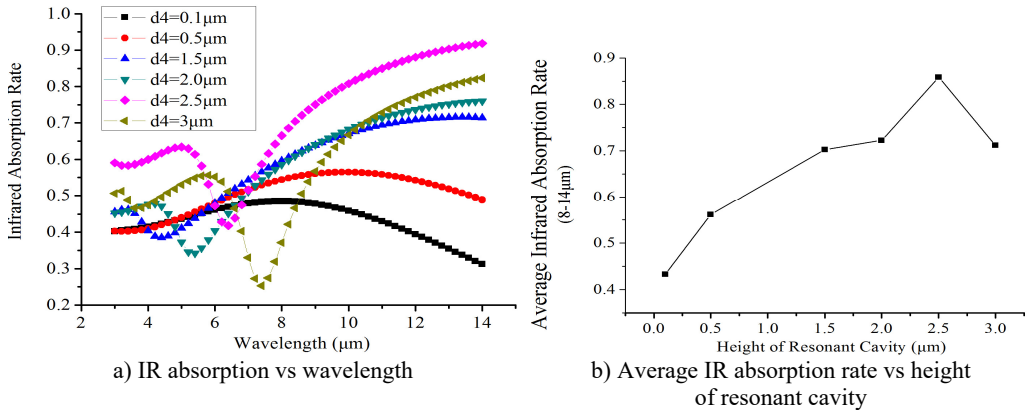 d4=0.1μm
d4=0.5μm
d4=1.5μm
d4=2.0μm
d4=2.5μm
d4=3μm
Infrared Absorption Rate
1.0
0.9
0.8
0.7
0.6
0.5
0.4
0.3
0.2
2 4 6 8 10 12 14
Wavelength (μm)
a) IR absorption vs wavelength
Average Infrared Absorption Rate
(8-14μm)
0.9
0.8
0.7
0.6
0.5
0.4
0.0 0.5 1.0 1.5 2.0 2.5 3.0
Height of Resonant Cavity (μm)
b) Average IR absorption rate vs height
of resonant cavity